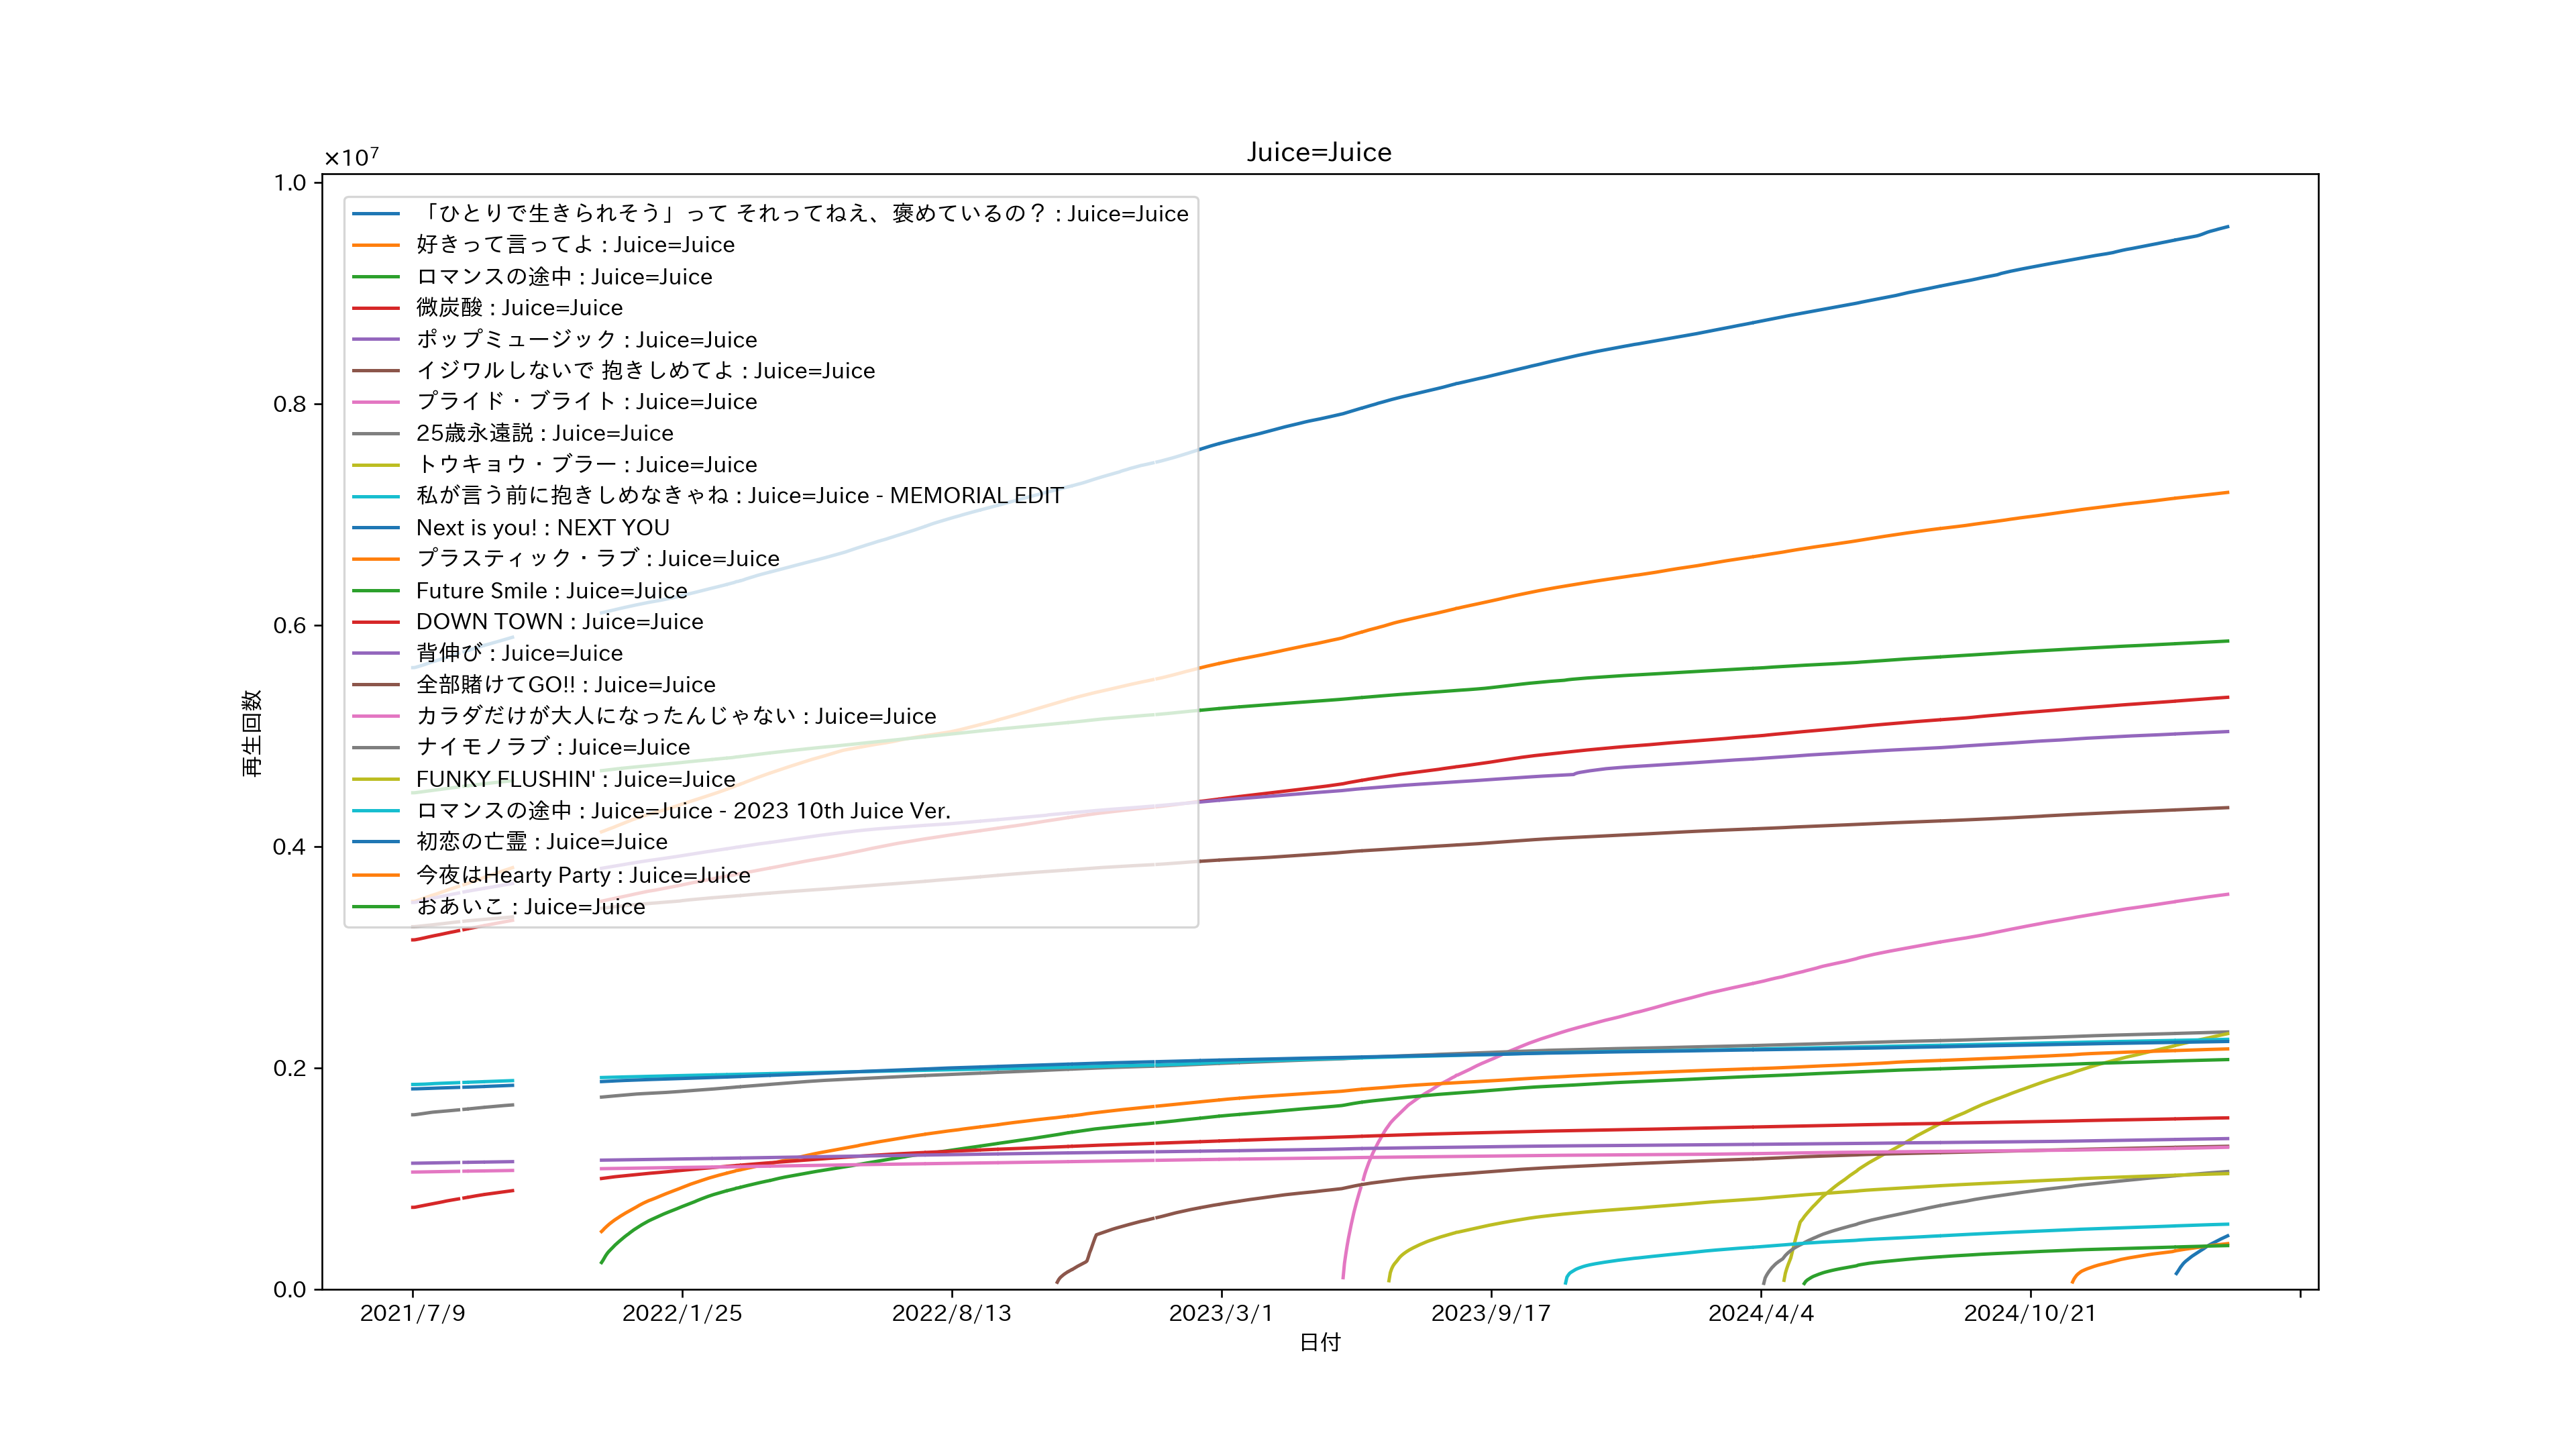 Juice=Juice
×10⁷
1.0
0.8
0.6
0.4
0.2
0.0
再生回数
「ひとりで生きられそう」って それってねえ、褒めているの？ : Juice=Juice
好きって言ってよ : Juice=Juice
ロマンスの途中 : Juice=Juice
微炭酸 : Juice=Juice
ポップミュージック : Juice=Juice
イジワルしないで 抱きしめてよ : Juice=Juice
プライド・ブライト : Juice=Juice
25歳永遠説 : Juice=Juice
トウキョウ・ブラー : Juice=Juice
私が言う前に抱きしめなきゃね : Juice=Juice - MEMORIAL EDIT
Next is you! : NEXT YOU
プラスティック・ラブ : Juice=Juice
Future Smile : Juice=Juice
DOWN TOWN : Juice=Juice
背伸び : Juice=Juice
全部賭けてGO!! : Juice=Juice
カラダだけが大人になったんじゃない : Juice=Juice
ナイモノラブ : Juice=Juice
FUNKY FLUSHIN' : Juice=Juice
ロマンスの途中 : Juice=Juice - 2023 10th Juice Ver.
初恋の亡霊 : Juice=Juice
今夜はHearty Party : Juice=Juice
おあいこ : Juice=Juice
2021/7/9
2022/1/25
2022/8/13
2023/3/1
2023/9/17
2024/4/4
2024/10/21
日付